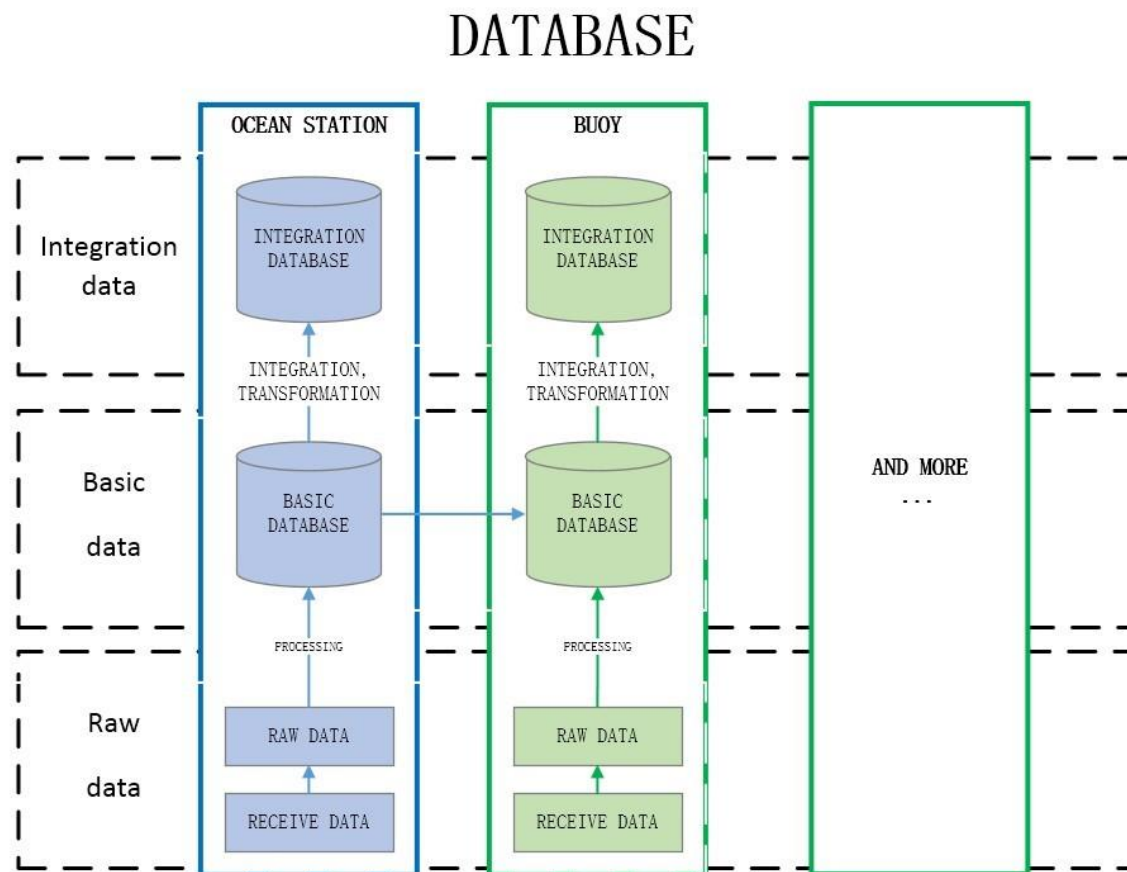 DATABASE
OCEAN STATION
BUOY
Integration
data
INTEGRATION
DATABASE
INTEGRATION
DATABASE
INTEGRATION,
TRANSFORMATION
INTEGRATION,
TRANSFORMATION
Basic
data
BASIC
DATABASE
BASIC
DATABASE
AND MORE
...
PROCESSING
PROCESSING
Raw
data
RAW DATA
RAW DATA
RECEIVE DATA
RECEIVE DATA